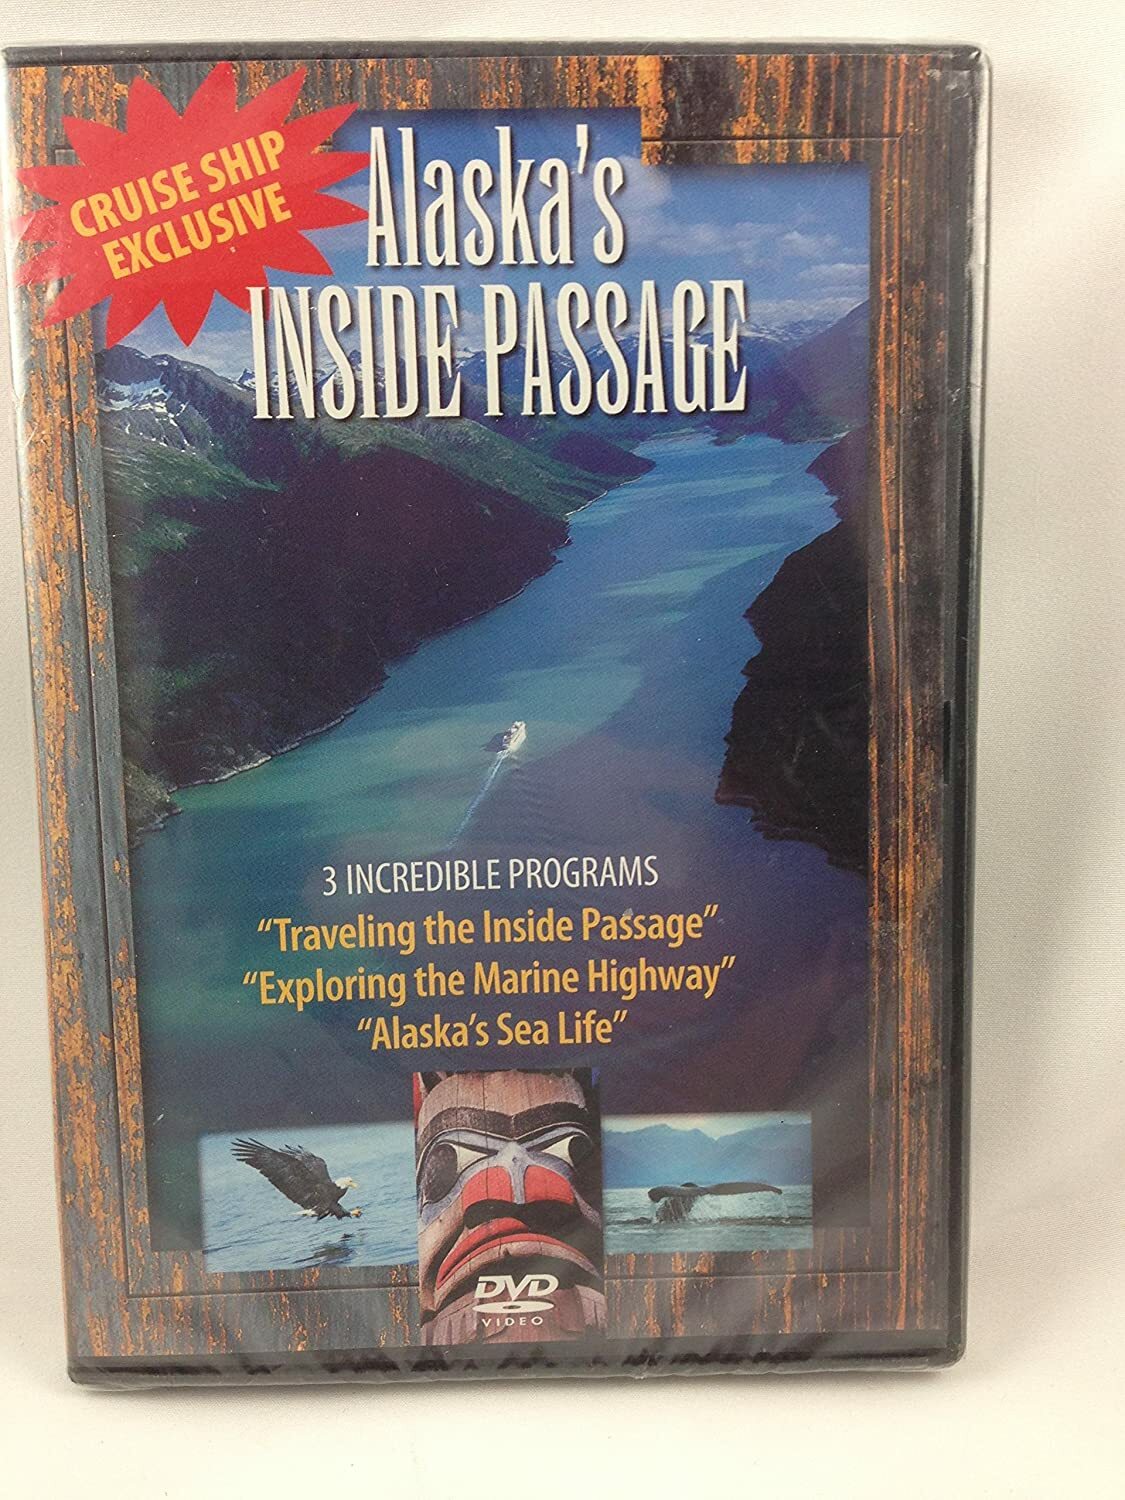 CRUISE SHIP
EXCLUSIVE
Alaska's
INSIDE PASSAGE
3 INCREDIBLE PROGRAMS
“Traveling the Inside Passage”
“Exploring the Marine Highway”
“Alaska's Sea Life”
DVD
VIDEO